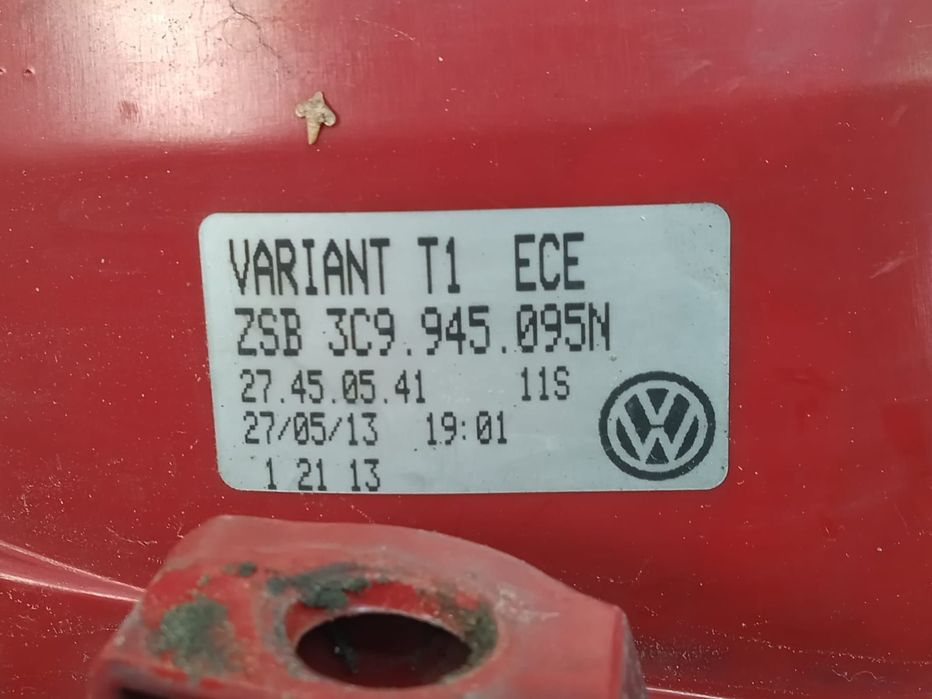 VARIANT T1 ECE
ZSB 3C9.945.095N
27.45.05.41 11S
27/05/13 19:01
1 21 13